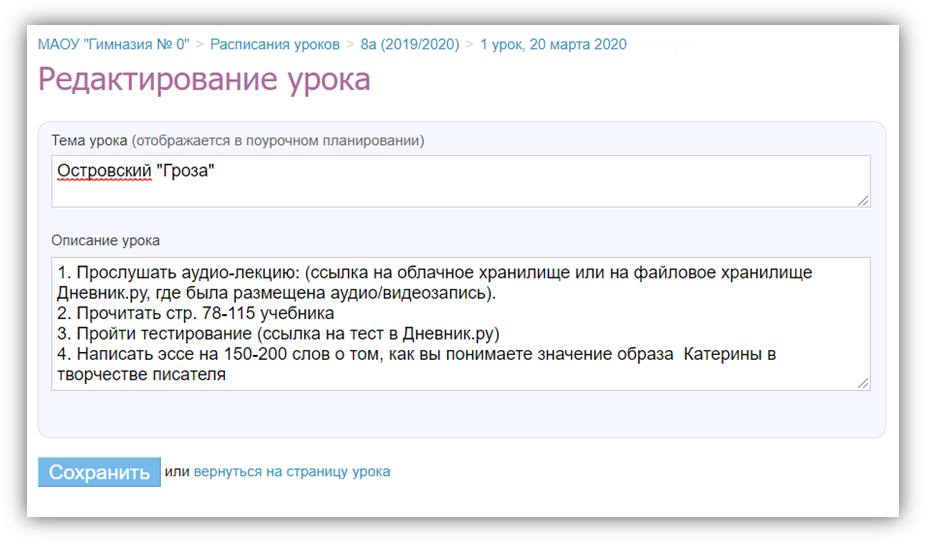 МАОУ "Гимназия № 0" > Расписания уроков > 8а (2019/2020) > 1 урок, 20 марта 2020
Редактирование урока
Тема урока (отображается в поурочном планировании)
Островский "Гроза"
Описание урока
1. Прослушать аудио-лекцию: (ссылка на облачное хранилище или на файловое хранилище
Дневник.ру, где была размещена аудио/видеозапись).
2. Прочитать стр. 78-115 учебника
3. Пройти тестирование (ссылка на тест в Дневник.ру)
4. Написать эссе на 150-200 слов о том, как вы понимаете значение образа  Катерины в
творчестве писателя
Сохранить или вернуться на страницу урока